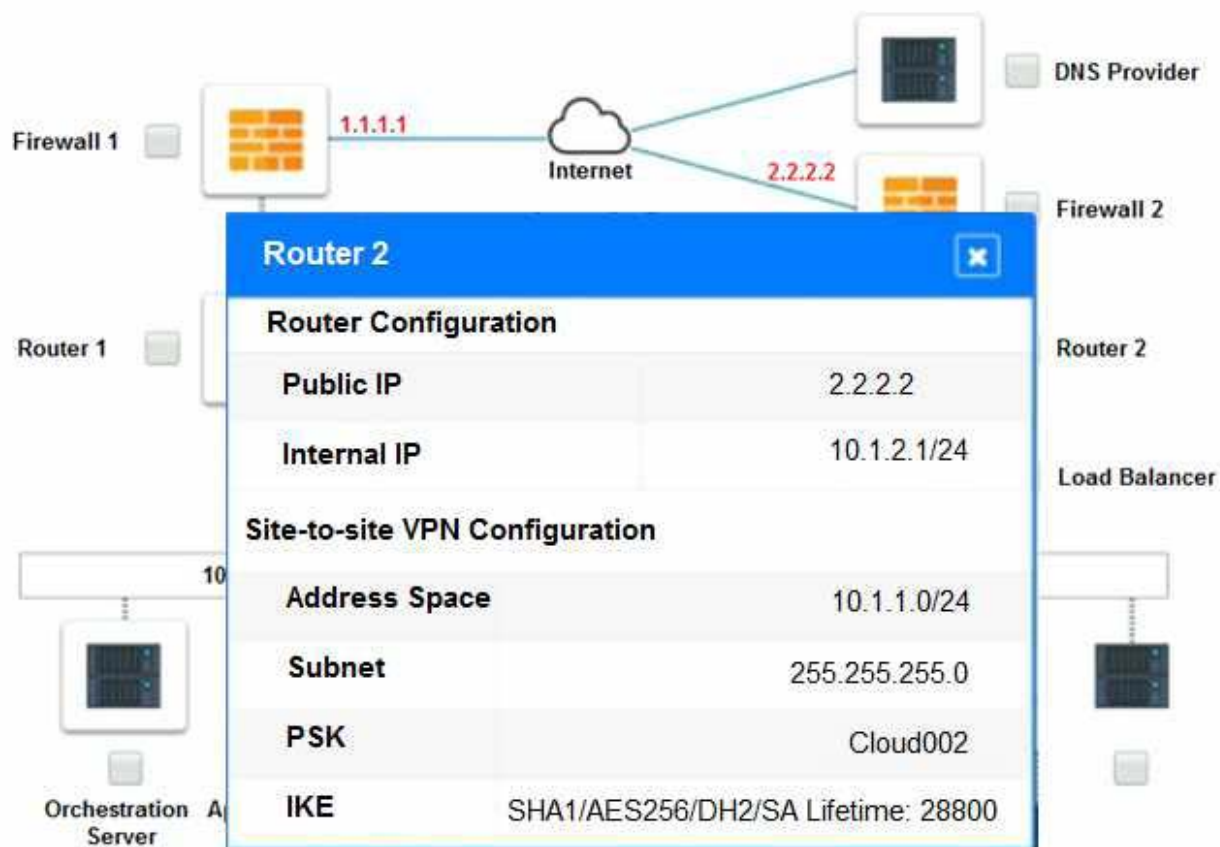 DNS Provider
Firewall 1
1.1.1.1
Internet
2.2.2.2
Firewall 2
Router 2
Router Configuration
Router 1
Router 2
Public IP 2.2.2.2
Internal IP 10.1.2.1/24
Load Balancer
Site-to-site VPN Configuration
10
Address Space 10.1.1.0/24
Subnet 255.255.255.0
PSK Cloud002
IKE SHA1/AES256/DH2/SA Lifetime: 28800
Orchestration
Server